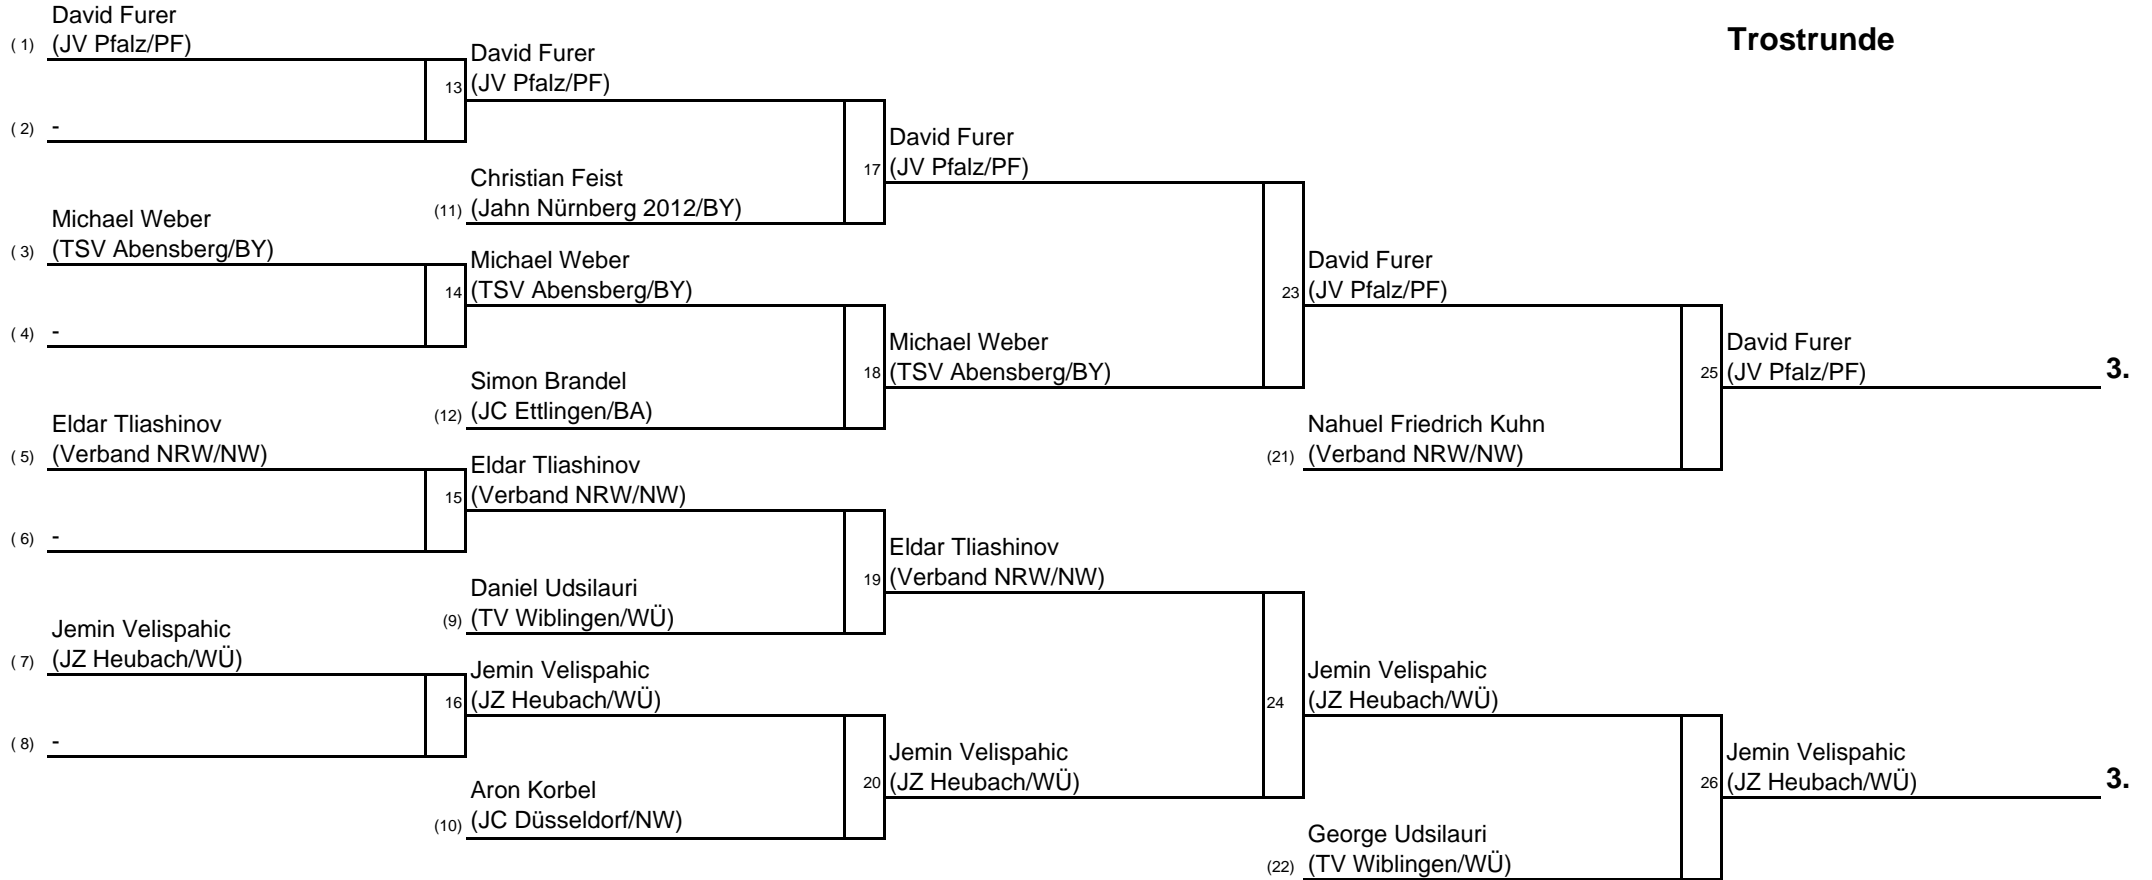 Trostrunde
David Furer
( 1) (JV Pfalz/PF)
( 2) -
13
David Furer
(JV Pfalz/PF)
Christian Feist
(11) (Jahn Nürnberg 2012/BY)
17
David Furer
(JV Pfalz/PF)
Michael Weber
( 3) (TSV Abensberg/BY)
( 4) -
14
Michael Weber
(TSV Abensberg/BY)
Simon Brandel
(12) (JC Ettlingen/BA)
18
Michael Weber
(TSV Abensberg/BY)
23
David Furer
(JV Pfalz/PF)
Nahuel Friedrich Kuhn
(21) (Verband NRW/NW)
25
David Furer
(JV Pfalz/PF)
3.
Eldar Tliashinov
( 5) (Verband NRW/NW)
( 6) -
15
Eldar Tliashinov
(Verband NRW/NW)
Daniel Udsilauri
(9) (TV Wiblingen/WÜ)
19
Eldar Tliashinov
(Verband NRW/NW)
Jemin Velispahic
( 7) (JZ Heubach/WÜ)
( 8) -
16
Jemin Velispahic
(JZ Heubach/WÜ)
Aron Korbel
(10) (JC Düsseldorf/NW)
20
Jemin Velispahic
(JZ Heubach/WÜ)
24
Jemin Velispahic
(JZ Heubach/WÜ)
George Udsilauri
(22) (TV Wiblingen/WÜ)
26
Jemin Velispahic
(JZ Heubach/WÜ)
3.